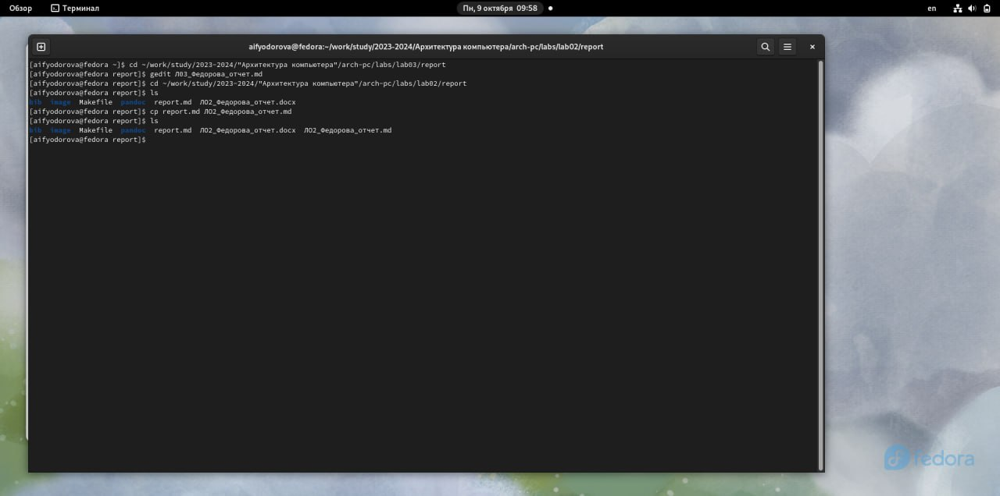 Обзор Терминал Пн, 9 октября 09:58 en
aifyodorova@fedora:~/work/study/2023-2024/Архитектура компьютера/arch-pc/labs/lab02/report
[aifyodorova@fedora ~]$ cd ~/work/study/2023-2024/"Архитектура компьютера"/arch-pc/labs/lab03/report
[aifyodorova@fedora report]$ gedit Л03_Федорова_отчет.md
[aifyodorova@fedora report]$ cd ~/work/study/2023-2024/"Архитектура компьютера"/arch-pc/labs/lab02/report
[aifyodorova@fedora report]$ ls
bib image Makefile pandoc report.md Л02_Федорова_отчет.docx
[aifyodorova@fedora report]$ cp report.md Л02_Федорова_отчет.md
[aifyodorova@fedora report]$ ls
bib image Makefile pandoc report.md Л02_Федорова_отчет.docx Л02_Федорова_отчет.md
[aifyodorova@fedora report]$
fedora